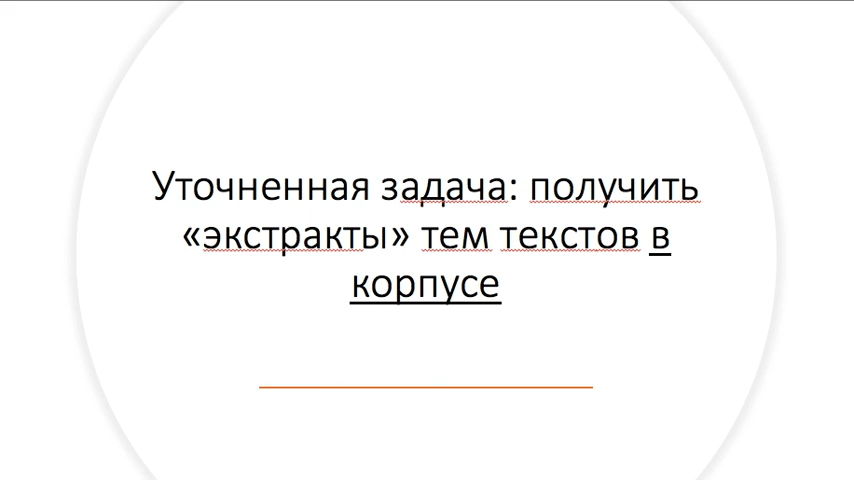 Уточненная задача: получить
«экстракты» тем текстов в
корпусе